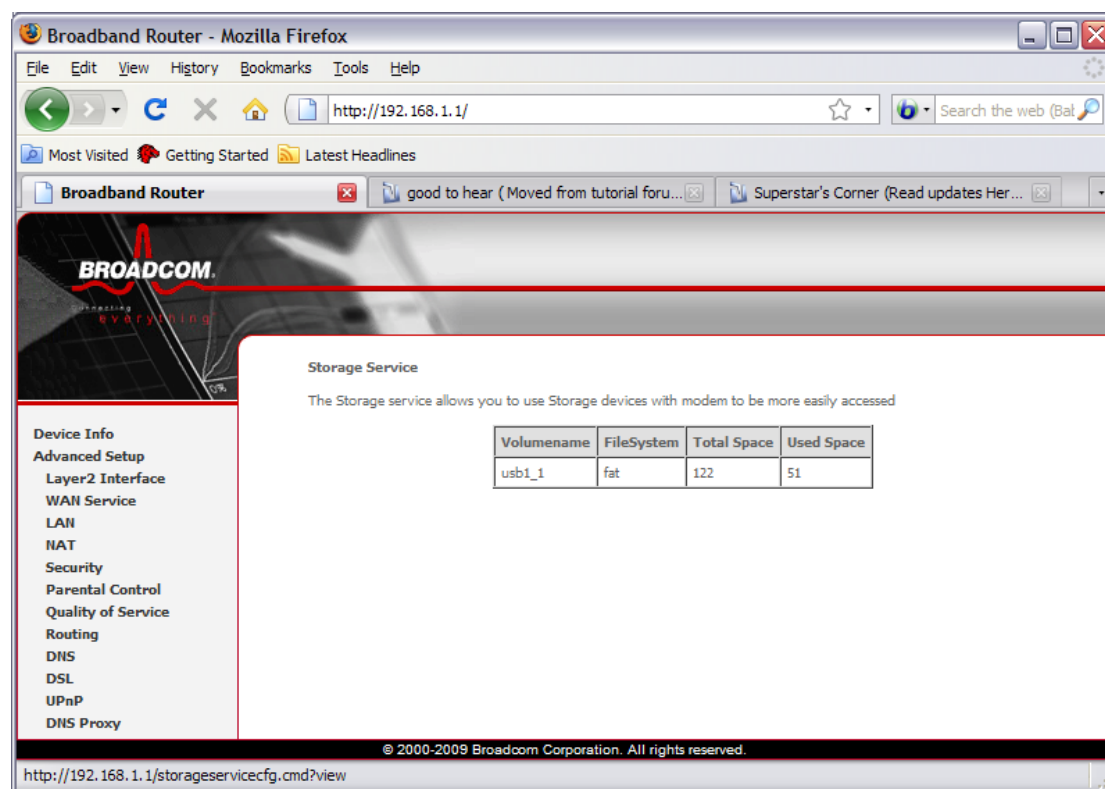 Broadband Router - Mozilla Firefox
File Edit View History Bookmarks Tools Help
http://192.168.1.1/ Search the web (Bal
Most Visited Getting Started Latest Headlines
Broadband Router good to hear ( Moved from tutorial foru... Superstar's Corner (Read updates Her...
BROADCOM.
Connecting
everything
0%
Storage Service
The Storage service allows you to use Storage devices with modem to be more easily accessed
Volumename FileSystem Total Space Used Space
usb1_1 fat 122 51
Device Info
Advanced Setup
Layer2 Interface
WAN Service
LAN
NAT
Security
Parental Control
Quality of Service
Routing
DNS
DSL
UPnP
DNS Proxy
© 2000-2009 Broadcom Corporation. All rights reserved.
http://192.168.1.1/storageservicecfg.cmd?view